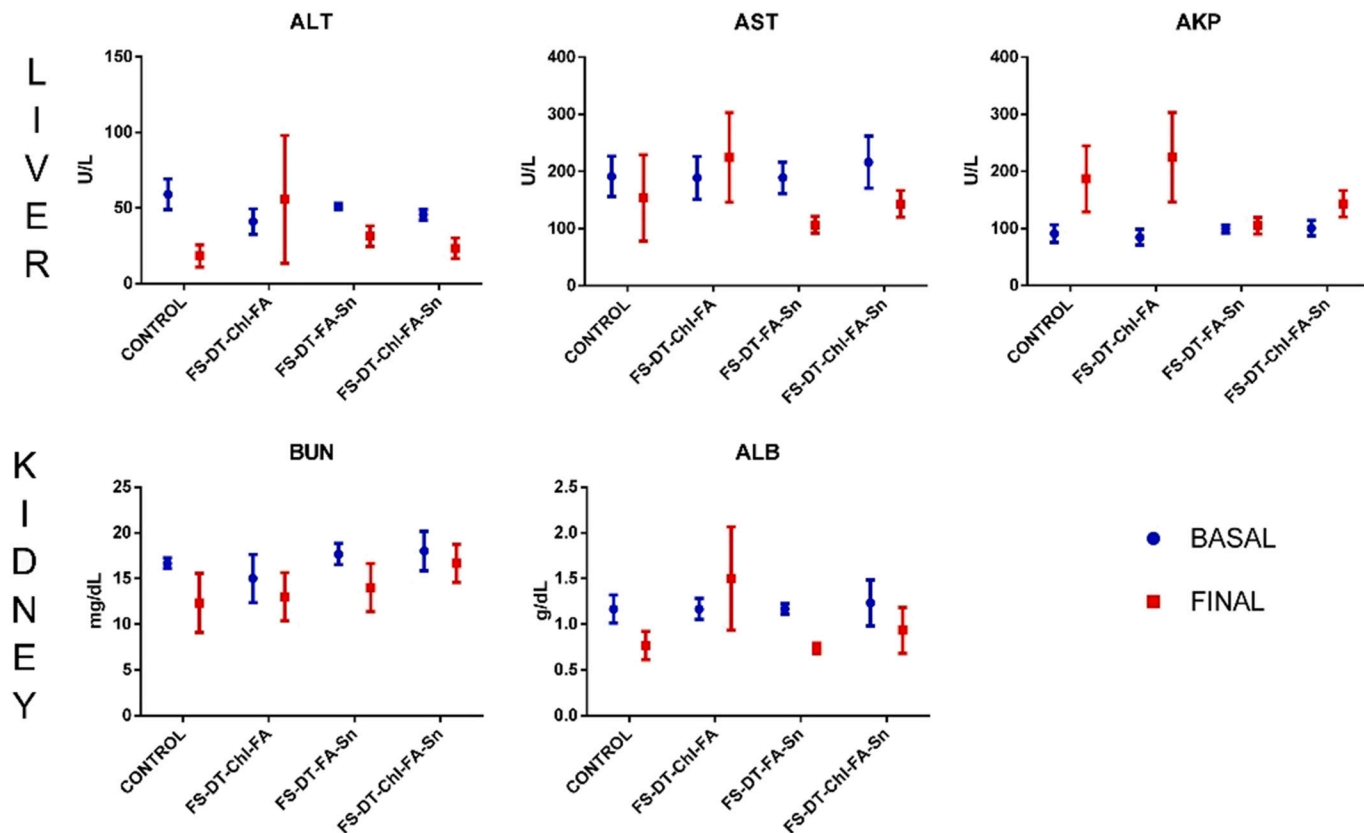 LIVER
ALT
U/L
150
100
50
0
CONTROL
FS-DT-Chl-FA
FS-DT-FA-Sn
FS-DT-Chl-FA-Sn
AST
U/L
400
300
200
100
0
CONTROL
FS-DT-Chl-FA
FS-DT-FA-Sn
FS-DT-Chl-FA-Sn
AKP
U/L
400
300
200
100
0
CONTROL
FS-DT-Chl-FA
FS-DT-FA-Sn
FS-DT-Chl-FA-Sn
KIDNEY
BUN
mg/dL
25
20
15
10
5
0
CONTROL
FS-DT-Chl-FA
FS-DT-FA-Sn
FS-DT-Chl-FA-Sn
ALB
g/dL
2.5
2.0
1.5
1.0
0.5
0.0
CONTROL
FS-DT-Chl-FA
FS-DT-FA-Sn
FS-DT-Chl-FA-Sn
BASAL
FINAL